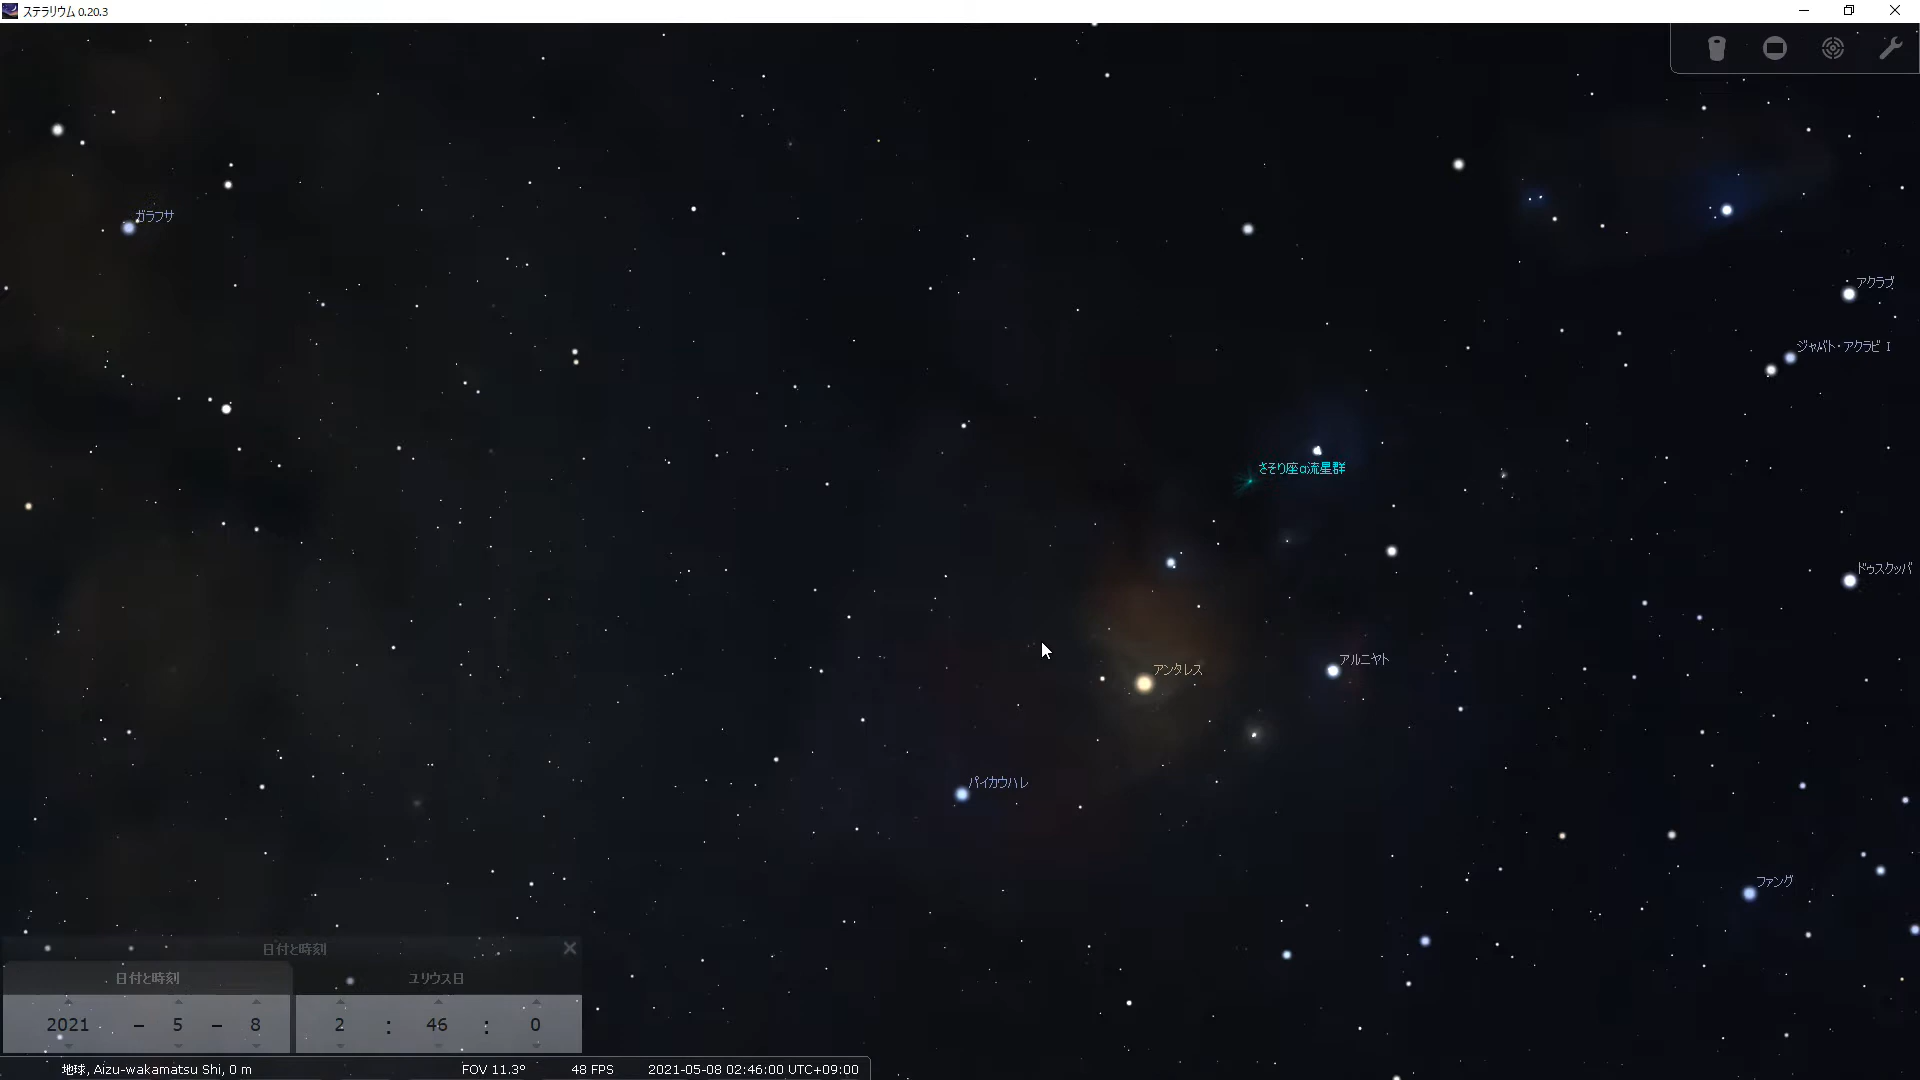 ステラリウム 0.20.3
ガラフサ
アクラブ
ジャバト・アクラビ I
さそり座α流星群
ドゥスクッバ
アルニヤト
アンタレス
パイカウハレ
ファング
日付と時刻
日付と時刻
ユリウス日
2021 - 5 - 8
2 : 46 : 0
地球, Aizu-wakamatsu Shi, 0 m
FOV 11.3°
48 FPS
2021-05-08 02:46:00 UTC+09:00